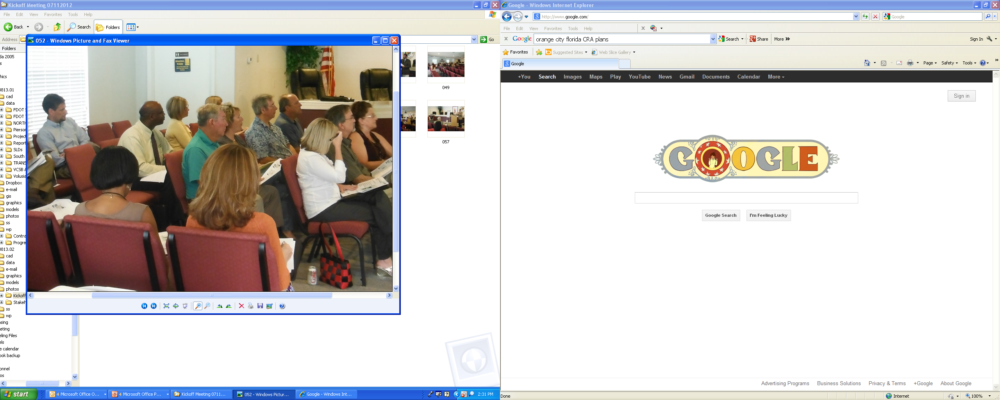 Kickoff Meeting 07112012
File Edit View Favorites Tools Help
Back Search Folders
Address Go
Folders
052 - Windows Picture and Fax Viewer
da 2005
s
hics
3813.01
cad
data
FDOT
FDOT
NORTH
Pierson
Project
Report
SLDs
South
TRANS
VCSB A
Volusia
Dropbox
e-mail
gis
graphics
models
photos
ss
wp
Contra
Progre
3813.02
cad
data
e-mail
graphics
models
photos
Kickoff
Stakeh
ss
wp
sing
eting
eling Files
els
e calendar
ook backup
onnel
os
Attention:
PLEASE
Coke
049
057
start
4 Microsoft Office O...
4 Microsoft Office P...
Kickoff Meeting 0711...
052 - Windows Pictur...
Google - Windows Int...
2:31 PM
Google - Windows Internet Explorer
http://www.google.com/
Google
File Edit View Favorites Tools Help
x
x Google orange city florida CRA plans Search Share More »
Sign In
Favorites Suggested Sites Web Slice Gallery
Google
Page Safety Tools
+You Search Images Maps Play YouTube News Gmail Documents Calendar More
Sign in
GOOGLE
Google Search I'm Feeling Lucky
Advertising Programs Business Solutions Privacy & Terms +Google About Google
Done Internet 100%